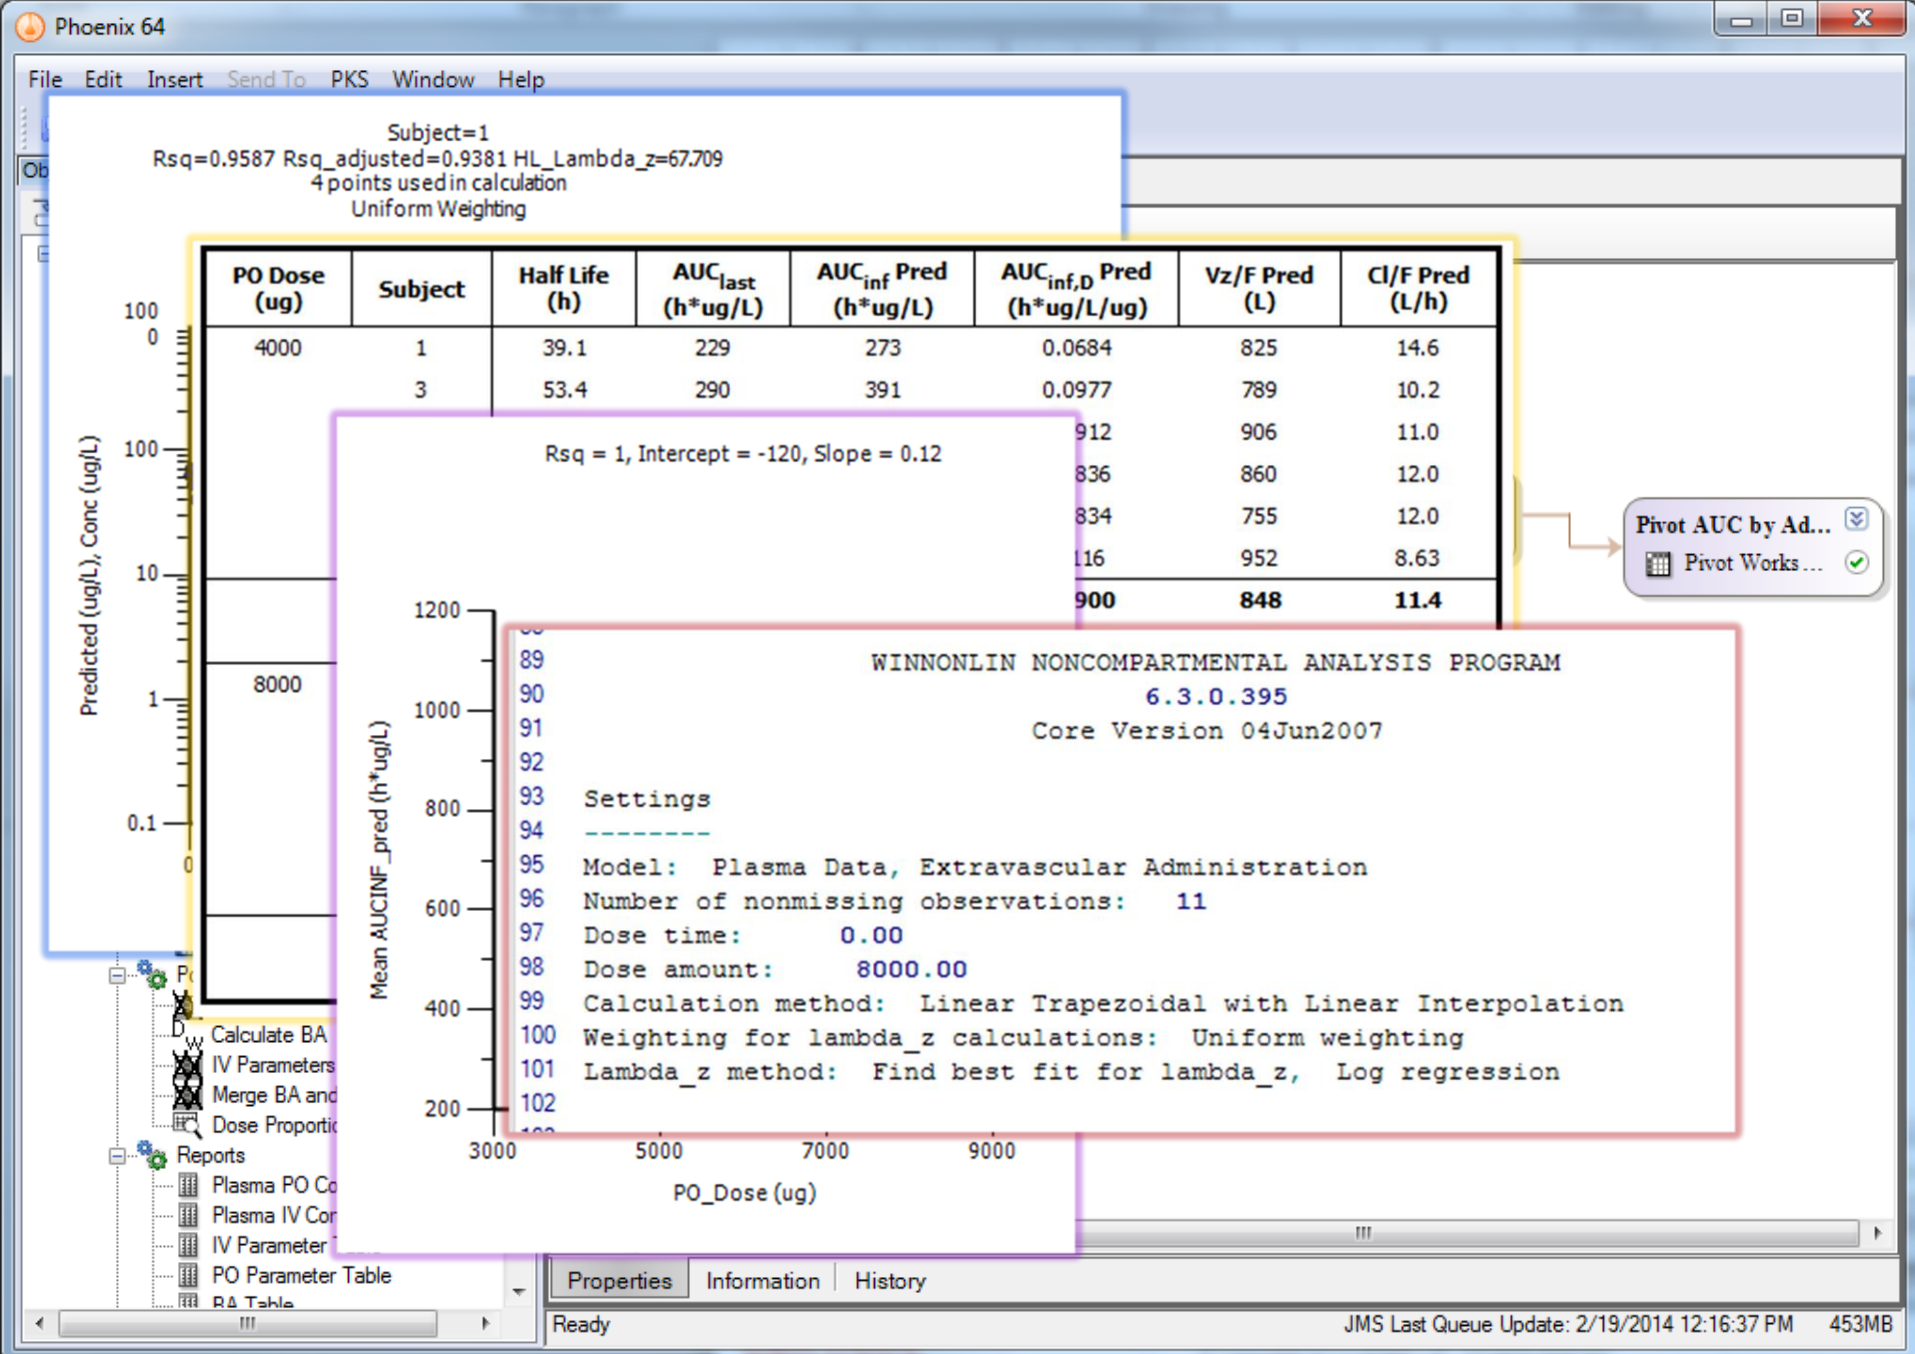 Phoenix 64
File Edit Insert Send To PKS Window Help
Subject=1
Rsq=0.9587 Rsq_adjusted=0.9381 HL_Lambda_z=67.709
4 points used in calculation
Uniform Weighting
Ob
PO Dose (ug) Subject Half Life (h) AUClast (h*ug/L) AUCinf Pred (h*ug/L) AUCinf,D Pred (h*ug/L/ug) Vz/F Pred (L) Cl/F Pred (L/h)
4000 1 39.1 229 273 0.0684 825 14.6
3 53.4 290 391 0.0977 789 10.2
912 906 11.0
836 860 12.0
834 755 12.0
116 952 8.63
900 848 11.4
8000
100
0
100
10
1
0.1
0
Predicted (ug/L), Conc (ug/L)
Rsq = 1, Intercept = -120, Slope = 0.12
1200
1000
800
600
400
200
Mean AUCINF_pred (h*ug/L)
3000 5000 7000 9000
PO_Dose (ug)
89 WINNONLIN NONCOMPARTMENTAL ANALYSIS PROGRAM
90 6.3.0.395
91 Core Version 04Jun2007
92
93 Settings
94 --------
95 Model: Plasma Data, Extravascular Administration
96 Number of nonmissing observations: 11
97 Dose time: 0.00
98 Dose amount: 8000.00
99 Calculation method: Linear Trapezoidal with Linear Interpolation
100 Weighting for lambda_z calculations: Uniform weighting
101 Lambda_z method: Find best fit for lambda_z, Log regression
102
Pivot AUC by Ad...
Pivot Works...
Calculate BA
IV Parameters
Merge BA and
Dose Proportio
Reports
Plasma PO Co
Plasma IV Cor
IV Parameter
PO Parameter Table
BA Table
Properties Information History
Ready JMS Last Queue Update: 2/19/2014 12:16:37 PM 453MB